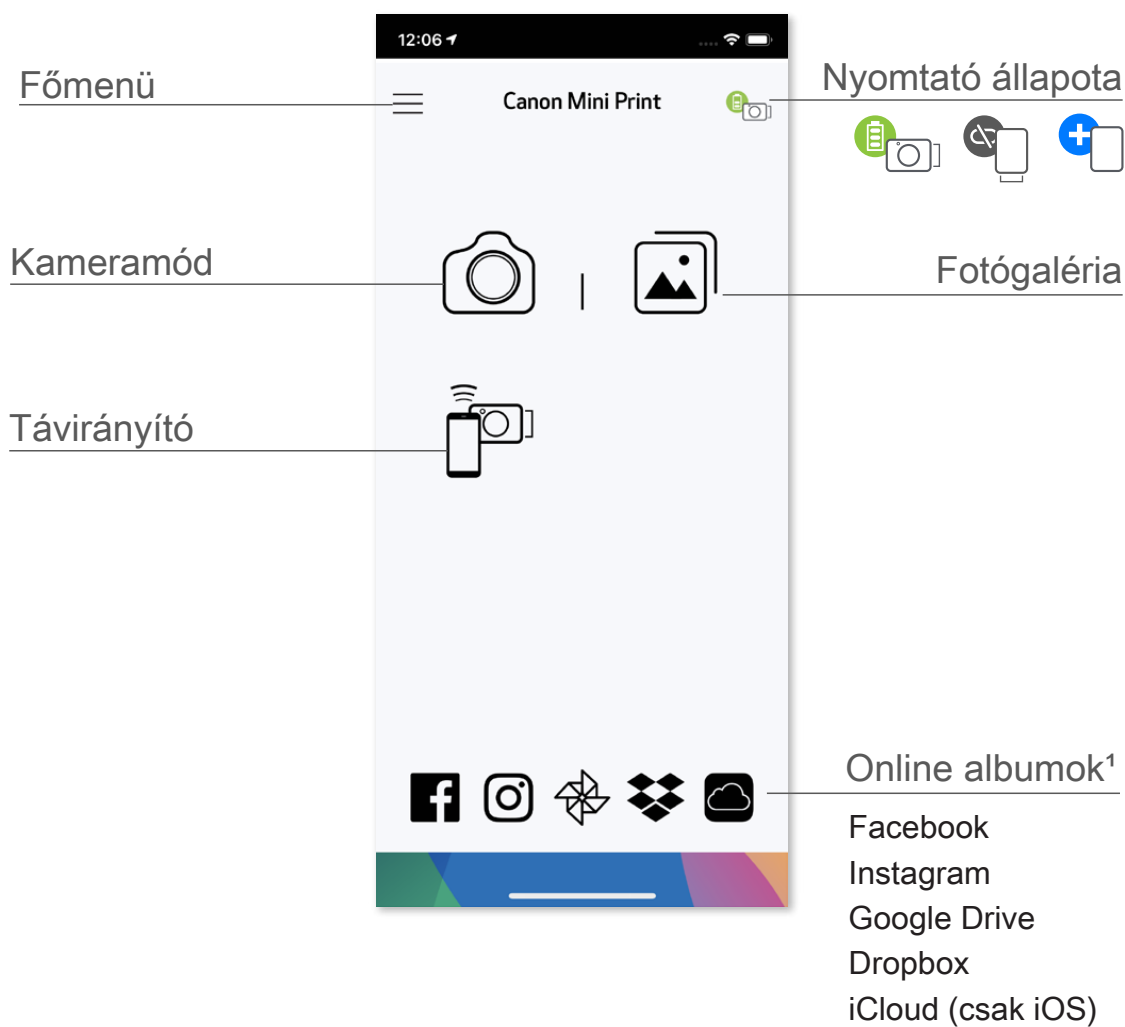 12:06
Főmenü
Canon Mini Print
Nyomtató állapota
Kameramód
Fotógaléria
Távirányító
Online albumok¹
Facebook
Instagram
Google Drive
Dropbox
iCloud (csak iOS)